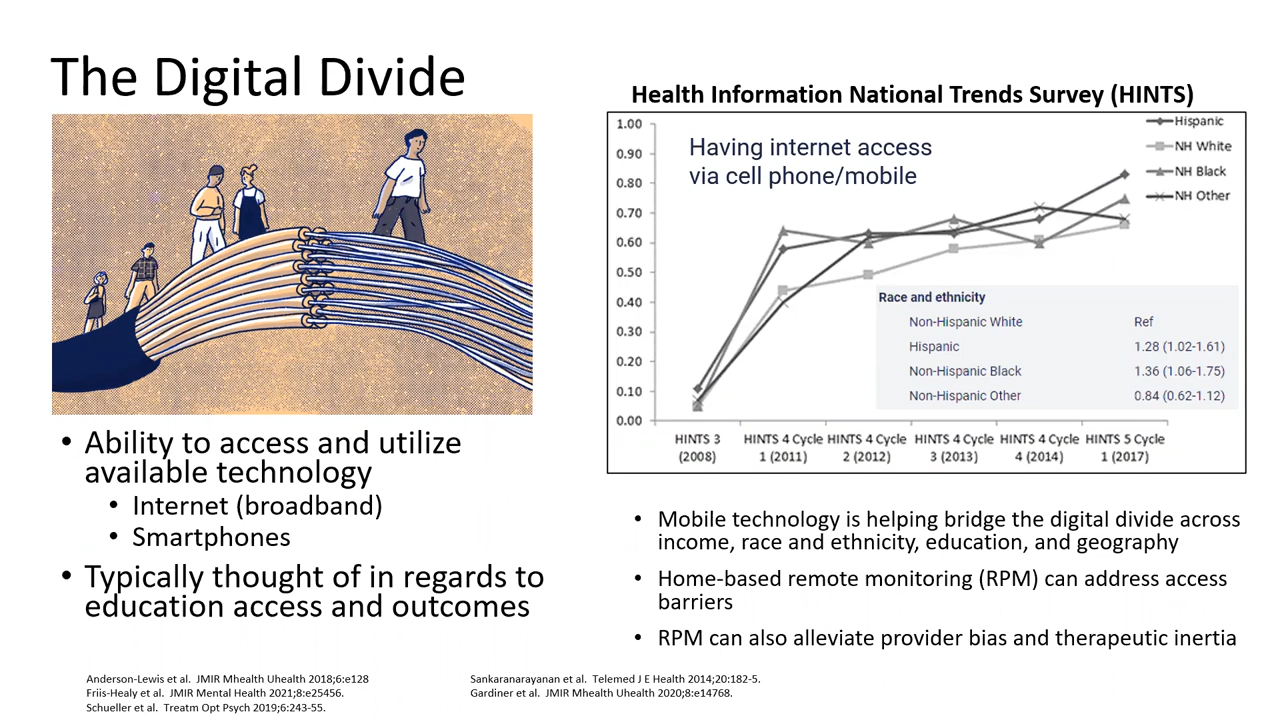 The Digital Divide
• Ability to access and utilize
available technology
• Internet (broadband)
• Smartphones
• Typically thought of in regards to
education access and outcomes
Health Information National Trends Survey (HINTS)
Having internet access
via cell phone/mobile
Hispanic
NH White
NH Black
NH Other
1.00
0.90
0.80
0.70
0.60
0.50
0.40
0.30
0.20
0.10
0.00
Race and ethnicity
Non-Hispanic White Ref
Hispanic 1.28 (1.02-1.61)
Non-Hispanic Black 1.36 (1.06-1.75)
Non-Hispanic Other 0.84 (0.62-1.12)
HINTS 3 HINTS 4 Cycle HINTS 4 Cycle HINTS 4 Cycle HINTS 4 Cycle HINTS 5 Cycle
(2008) 1 (2011) 2 (2012) 3 (2013) 4 (2014) 1 (2017)
• Mobile technology is helping bridge the digital divide across
income, race and ethnicity, education, and geography
• Home-based remote monitoring (RPM) can address access
barriers
• RPM can also alleviate provider bias and therapeutic inertia
Anderson-Lewis et al. JMIR Mhealth Uhealth 2018;6:e128
Friis-Healy et al. JMIR Mental Health 2021;8:e25456.
Schueller et al. Treatm Opt Psych 2019;6:243-55.
Sankaranarayanan et al. Telemed J E Health 2014;20:182-5.
Gardiner et al. JMIR Mhealth Uhealth 2020;8:e14768.